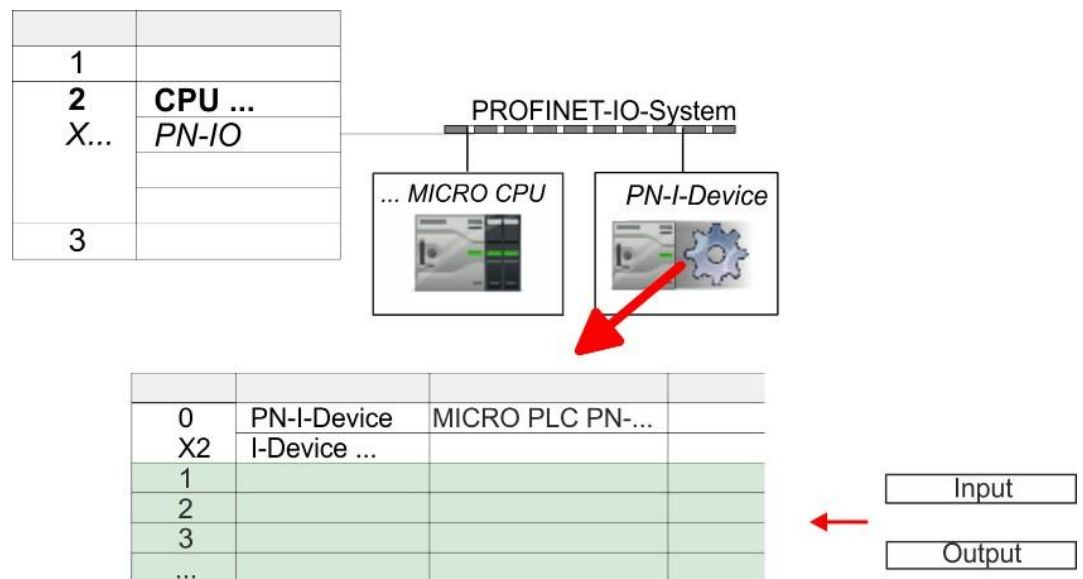 1
2 CPU ...
X... PN-IO
3
PROFINET-IO-System
... MICRO CPU
PN-I-Device
0 PN-I-Device MICRO PLC PN-...
X2 I-Device ...
1
2
3
...
Input
Output